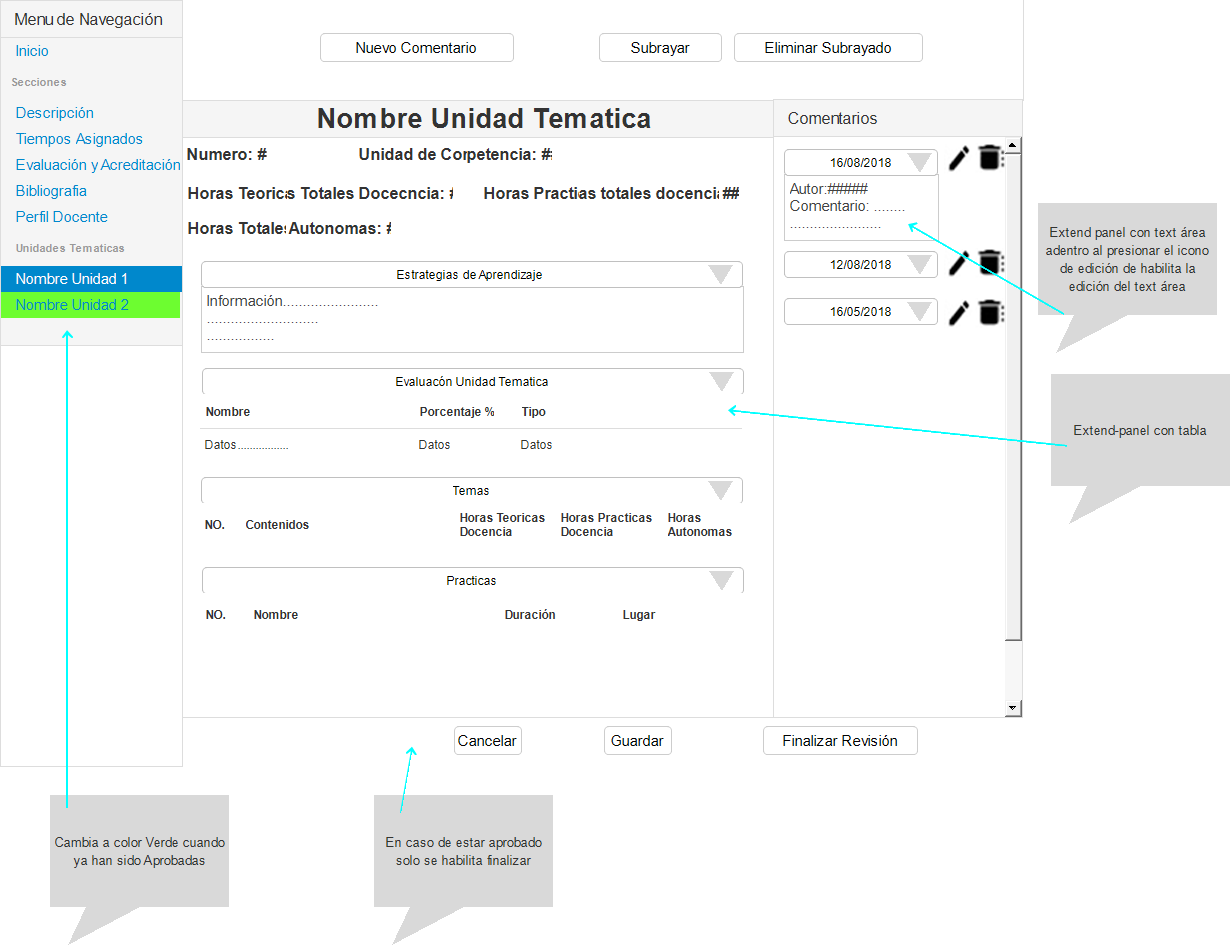 Menu de Navegación
Inicio
Secciones
Descripción
Tiempos Asignados
Evaluación y Acreditación
Bibliografia
Perfil Docente
Unidades Tematicas
Nombre Unidad 1
Nombre Unidad 2
Nuevo Comentario
Subrayar
Eliminar Subrayado
Nombre Unidad Tematica
Numero: # Unidad de Corpetencia: #
Horas Teorics Totales Docecncia: # Horas Practias totales docenci: ##
Horas Totales Autonomas: #
Estrategias de Aprendizaje
Información........................
............................
.................
Evaluacón Unidad Tematica
Nombre Porcentaje % Tipo
Datos................ Datos Datos
Temas
NO. Contenidos Horas Teoricas Docencia Horas Practicas Docencia Horas Autonomas
Practicas
NO. Nombre Duración Lugar
Comentarios
16/08/2018
Autor:#####
Comentario: ........
.......................
12/08/2018
16/05/2018
Cancelar
Guardar
Finalizar Revisión
Extend panel con text área
adentro al presionar el icono
de edición de habilita la
edición del text área
Extend-panel con tabla
Cambia a color Verde cuando
ya han sido Aprobadas
En caso de estar aprobado
solo se habilita finalizar